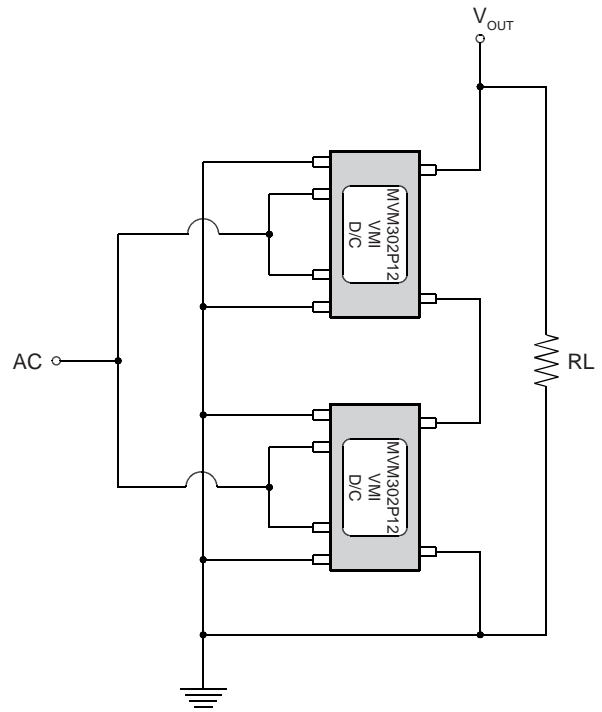 VOUT
MVM302P12
VMI
D/C
AC
RL
MVM302P12
VMI
D/C